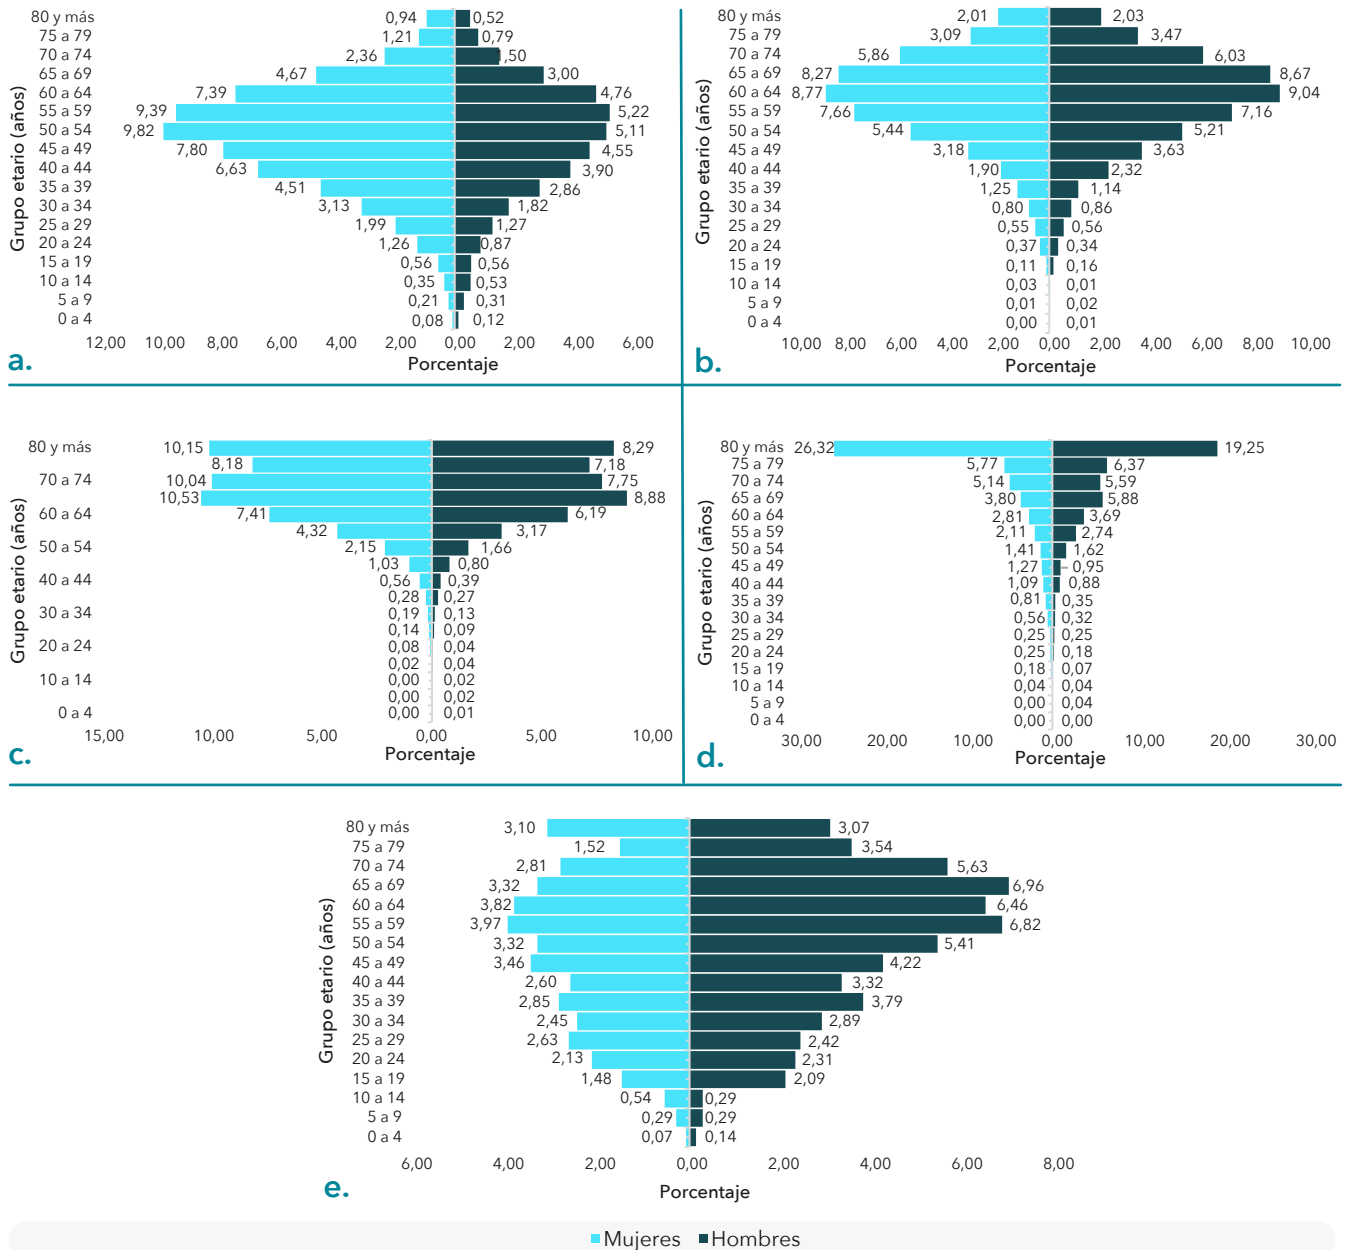 Grupo etario (años)
80 y más 0,94 0,52
75 a 79 1,21 0,79
70 a 74 2,36 1,50
65 a 69 4,67 3,00
60 a 64 7,39 4,76
55 a 59 9,39 5,22
50 a 54 9,82 5,11
45 a 49 7,80 4,55
40 a 44 6,63 3,90
35 a 39 4,51 2,86
30 a 34 3,13 1,82
25 a 29 1,99 1,27
20 a 24 1,26 0,87
15 a 19 0,56 0,56
10 a 14 0,35 0,53
5 a 9 0,21 0,31
0 a 4 0,08 0,12
12,00 10,00 8,00 6,00 4,00 2,00 0,00 2,00 4,00 6,00
Porcentaje
a.
Grupo etario (años)
80 y más 2,01 2,03
75 a 79 3,09 3,47
70 a 74 5,86 6,03
65 a 69 8,27 8,67
60 a 64 8,77 9,04
55 a 59 7,66 7,16
50 a 54 5,44 5,21
45 a 49 3,18 3,63
40 a 44 1,90 2,32
35 a 39 1,25 1,14
30 a 34 0,80 0,86
25 a 29 0,55 0,56
20 a 24 0,37 0,34
15 a 19 0,11 0,16
10 a 14 0,03 0,01
5 a 9 0,01 0,02
0 a 4 0,00 0,01
10,00 8,00 6,00 4,00 2,00 0,00 2,00 4,00 6,00 8,00 10,00
Porcentaje
b.
Grupo etario (años)
80 y más 10,15 8,29
8,18 7,18
70 a 74 10,04 7,75
10,53 8,88
60 a 64 7,41 6,19
4,32 3,17
50 a 54 2,15 1,66
1,03 0,80
40 a 44 0,56 0,39
0,28 0,27
30 a 34 0,19 0,13
0,14 0,09
20 a 24 0,08 0,04
0,02 0,04
10 a 14 0,00 0,02
0,00 0,02
0 a 4 0,00 0,01
15,00 10,00 5,00 0,00 5,00 10,00
Porcentaje
c.
Grupo etario (años)
80 y más 26,32 19,25
75 a 79 5,77 6,37
70 a 74 5,14 5,59
65 a 69 3,80 5,88
60 a 64 2,81 3,69
55 a 59 2,11 2,74
50 a 54 1,41 1,62
45 a 49 1,27 0,95
40 a 44 1,09 0,88
35 a 39 0,81 0,35
30 a 34 0,56 0,32
25 a 29 0,25 0,25
20 a 24 0,25 0,18
15 a 19 0,18 0,07
10 a 14 0,04 0,04
5 a 9 0,00 0,04
0 a 4 0,00 0,00
30,00 20,00 10,00 0,00 10,00 20,00 30,00
Porcentaje
d.
Grupo etario (años)
80 y más 3,10 3,07
75 a 79 1,52 3,54
70 a 74 2,81 5,63
65 a 69 3,32 6,96
60 a 64 3,82 6,46
55 a 59 3,97 6,82
50 a 54 3,32 5,41
45 a 49 3,46 4,22
40 a 44 2,60 3,32
35 a 39 2,85 3,79
30 a 34 2,45 2,89
25 a 29 2,63 2,42
20 a 24 2,13 2,31
15 a 19 1,48 2,09
10 a 14 0,54 0,29
5 a 9 0,29 0,29
0 a 4 0,07 0,14
6,00 4,00 2,00 0,00 2,00 4,00 6,00 8,00
Porcentaje
e.
Mujeres Hombres